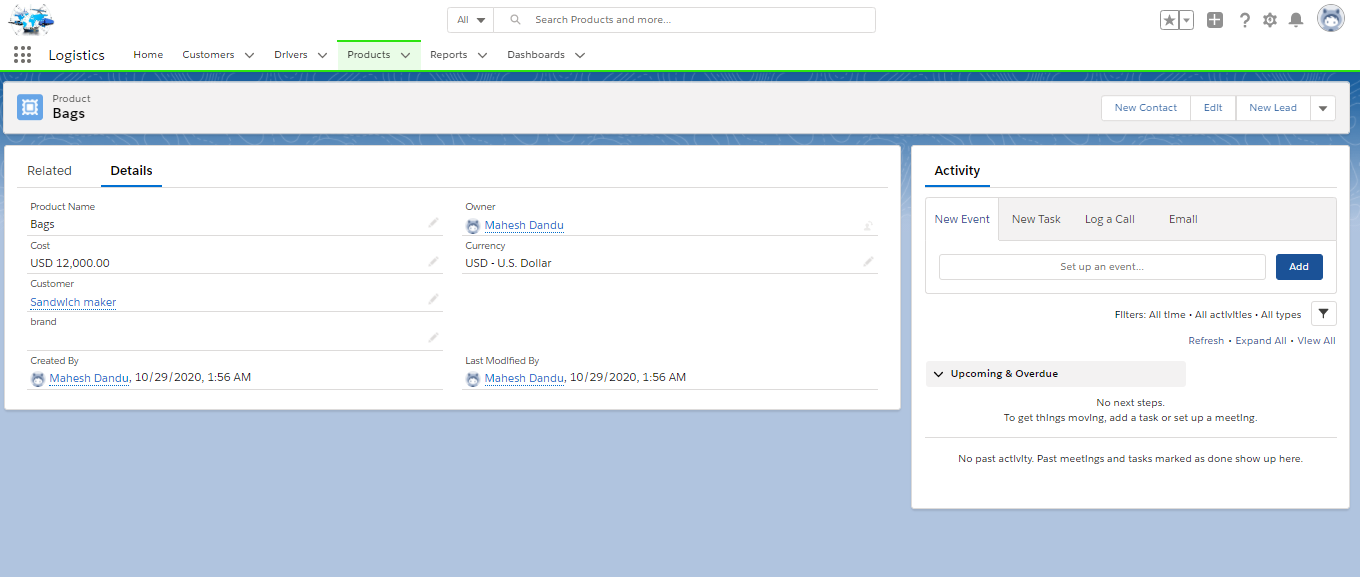 All
Search Products and more...
Logistics
Home
Customers
Drivers
Products
Reports
Dashboards
Product
Bags
New Contact
Edit
New Lead
Related
Details
Product Name
Bags
Owner
Mahesh Dandu
Cost
USD 12,000.00
Currency
USD - U.S. Dollar
Customer
Sandwich maker
brand
Created By
Mahesh Dandu, 10/29/2020, 1:56 AM
Last Modified By
Mahesh Dandu, 10/29/2020, 1:56 AM
Activity
New Event
New Task
Log a Call
Email
Set up an event...
Add
Filters: All time • All activities • All types
Refresh • Expand All • View All
Upcoming & Overdue
No next steps.
To get things moving, add a task or set up a meeting.
No past activity. Past meetings and tasks marked as done show up here.